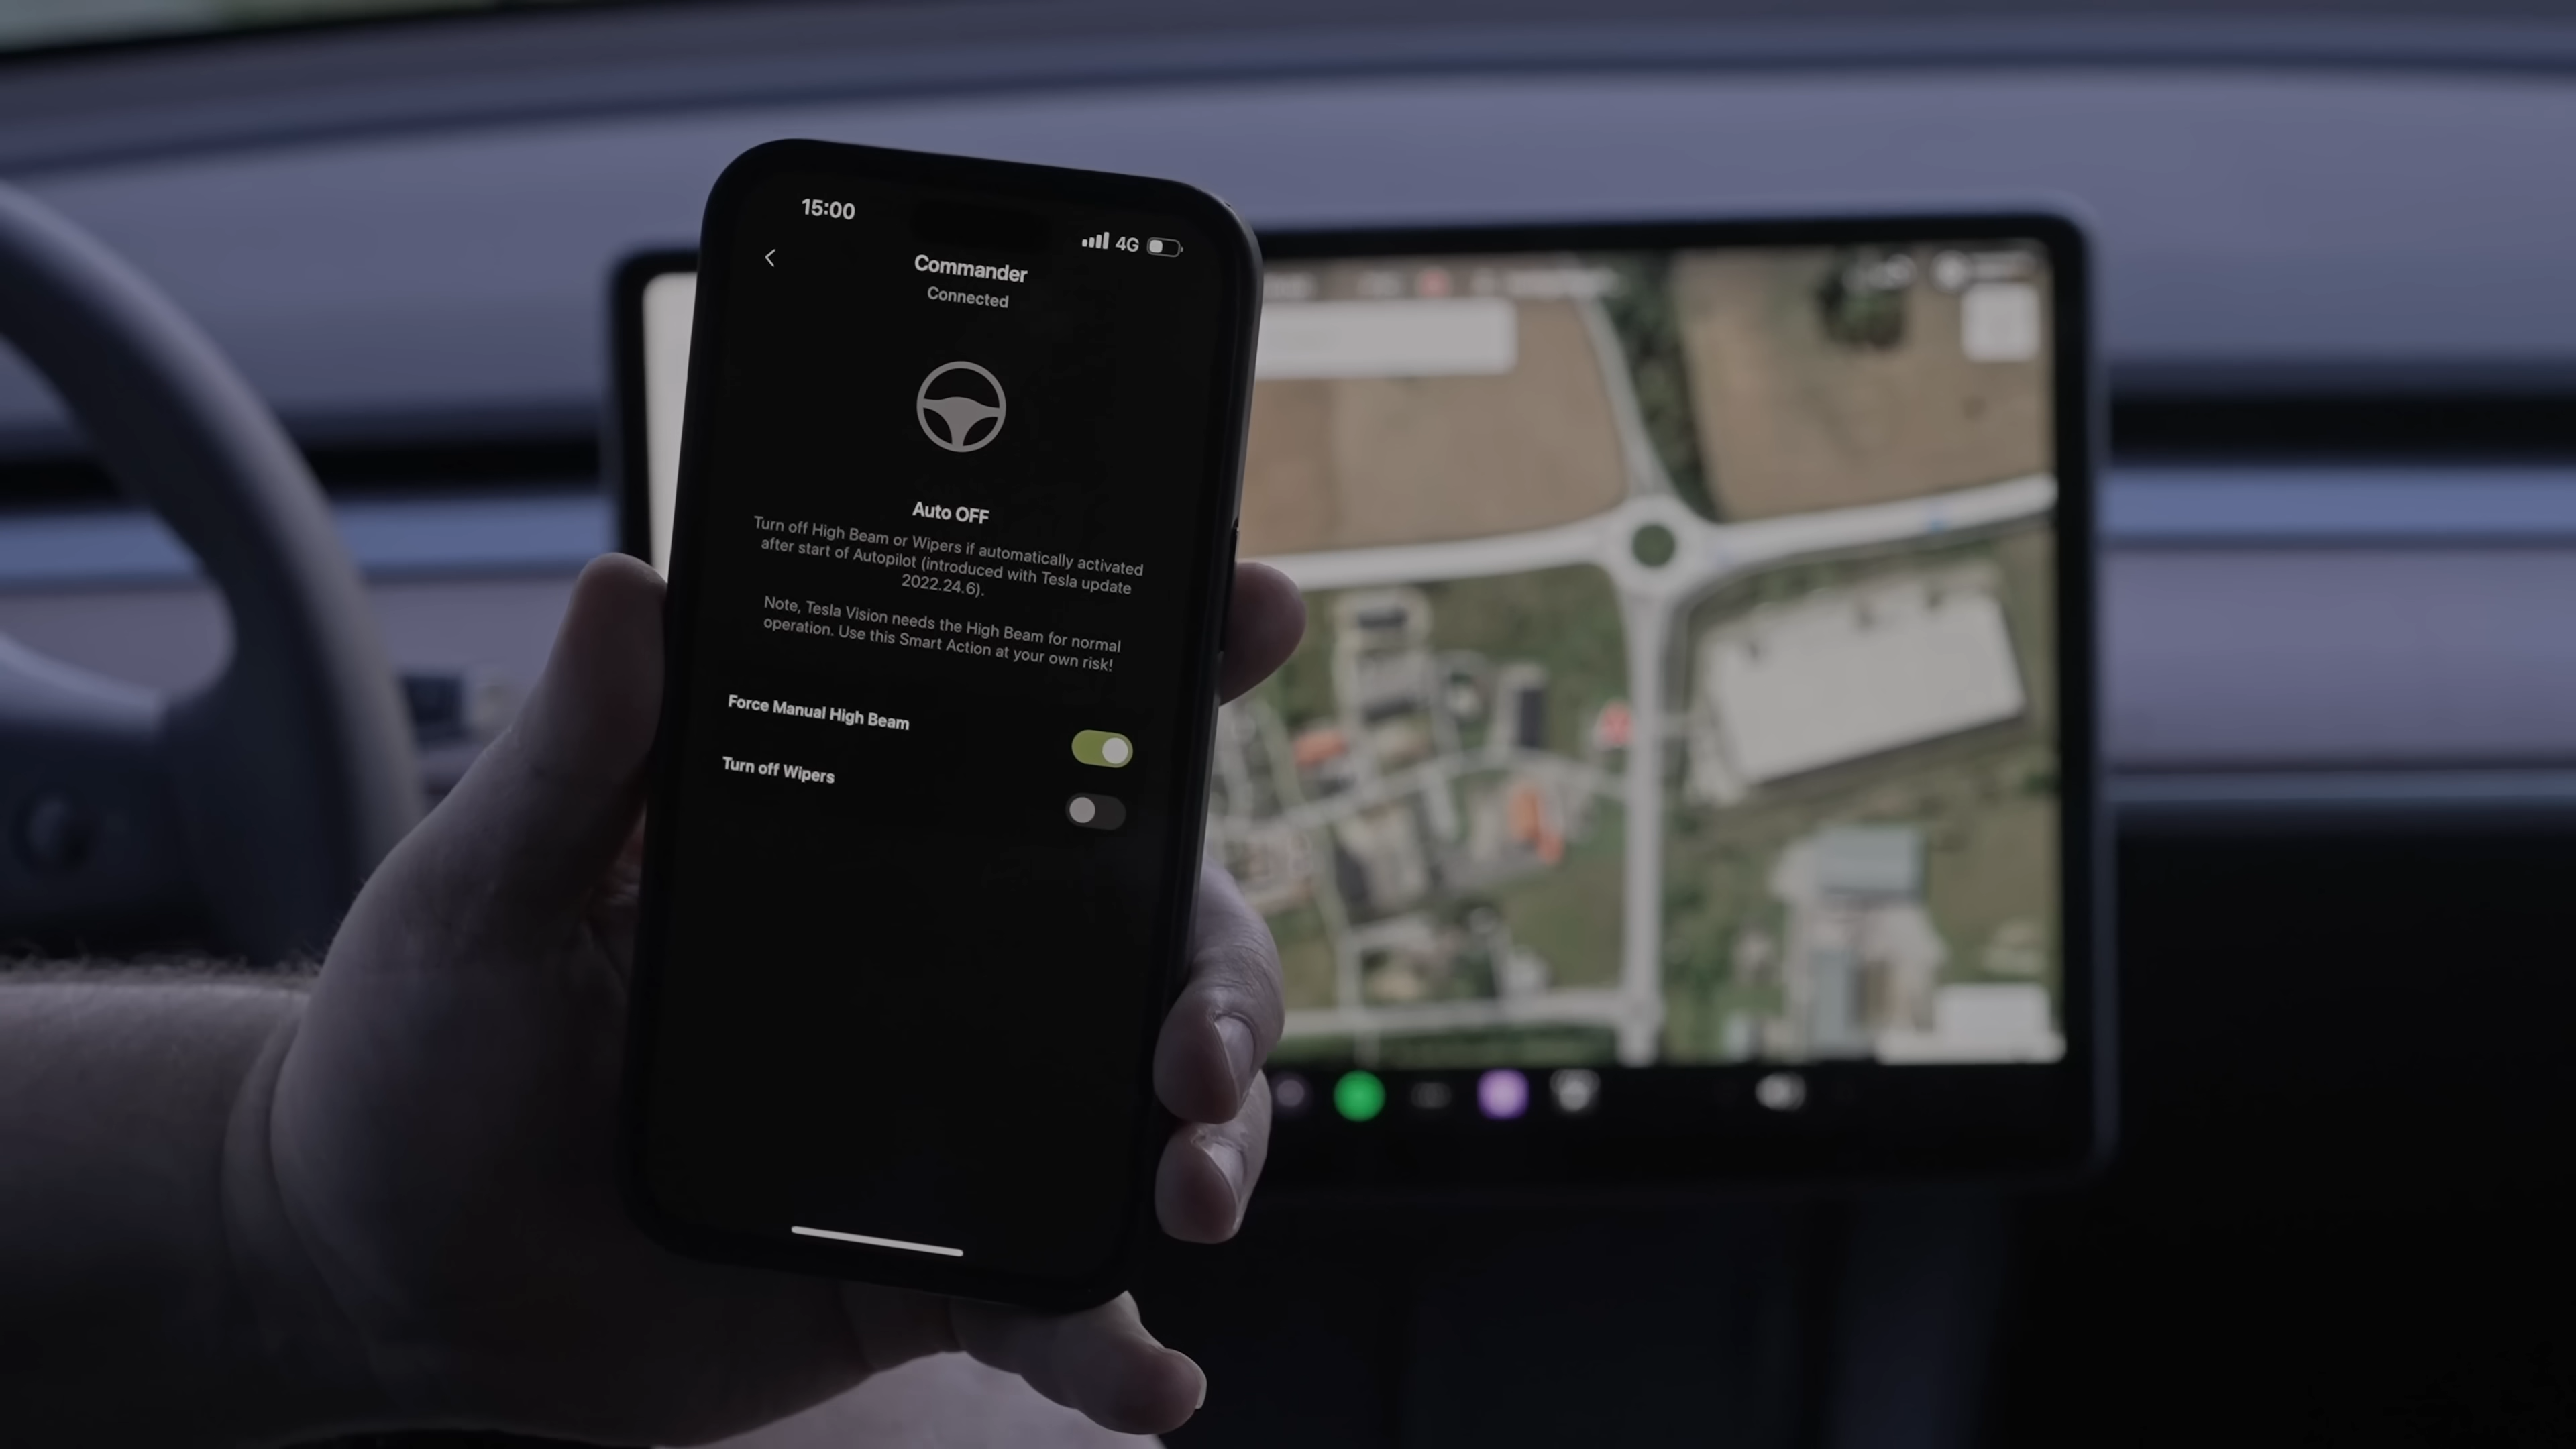 15:00
4G
Commander
Connected
Auto OFF
Turn off High Beam or Wipers if automatically activated
after start of Autopilot (introduced with Tesla update
2022.24.6).
Note, Tesla Vision needs the High Beam for normal
operation. Use this Smart Action at your own risk!
Force Manual High Beam
Turn off Wipers